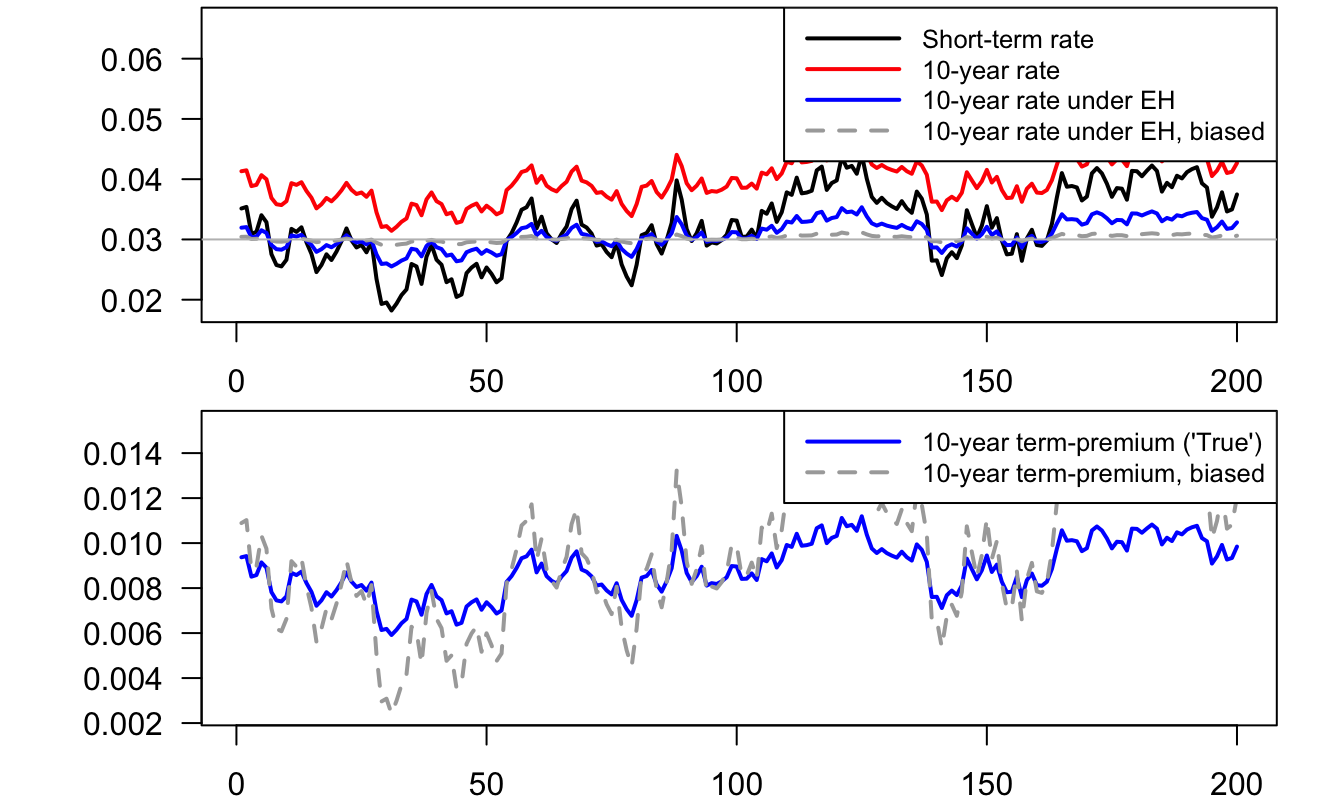 Short-term rate
10-year rate
10-year rate under EH
10-year rate under EH, biased
0.06
0.05
0.04
0.03
0.02
0 50 100 150 200
10-year term-premium ('True')
10-year term-premium, biased
0.014
0.012
0.010
0.008
0.006
0.004
0.002
0 50 100 150 200